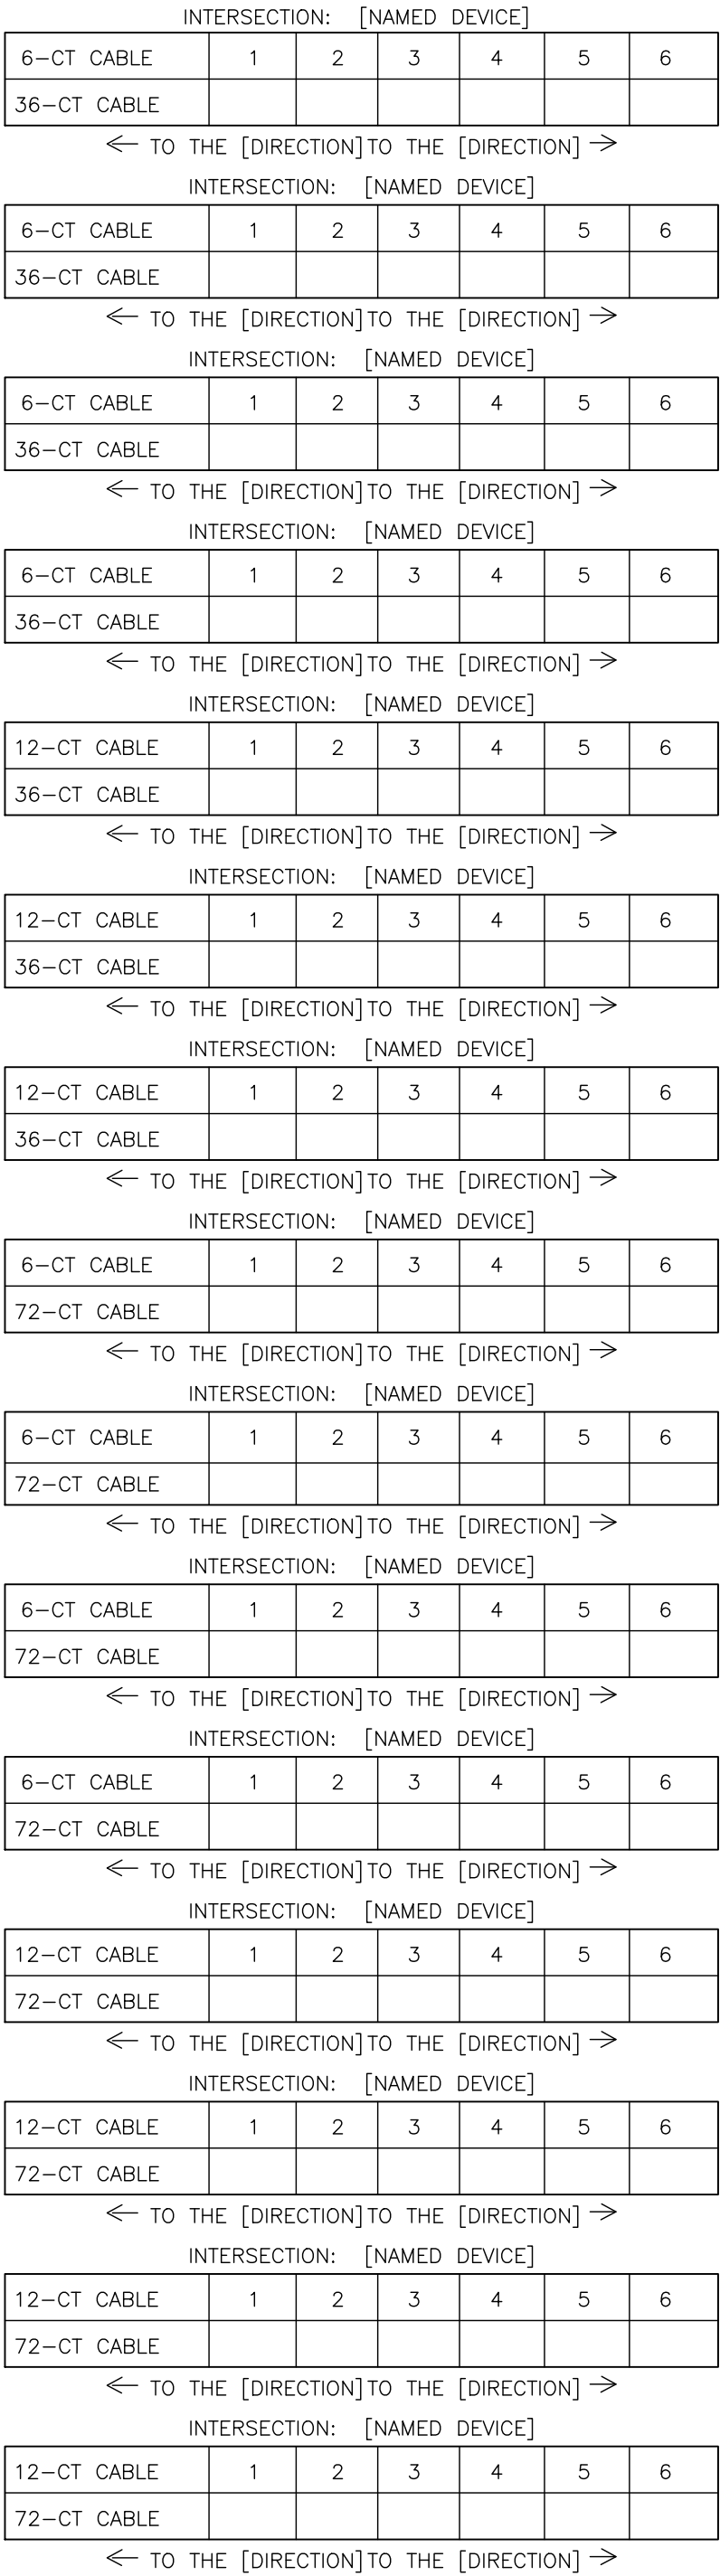 INTERSECTION: [NAMED DEVICE]
6-CT CABLE 1 2 3 4 5 6
36-CT CABLE
← TO THE [DIRECTION] TO THE [DIRECTION] →
INTERSECTION: [NAMED DEVICE]
6-CT CABLE 1 2 3 4 5 6
36-CT CABLE
← TO THE [DIRECTION] TO THE [DIRECTION] →
INTERSECTION: [NAMED DEVICE]
6-CT CABLE 1 2 3 4 5 6
36-CT CABLE
← TO THE [DIRECTION] TO THE [DIRECTION] →
INTERSECTION: [NAMED DEVICE]
6-CT CABLE 1 2 3 4 5 6
36-CT CABLE
← TO THE [DIRECTION] TO THE [DIRECTION] →
INTERSECTION: [NAMED DEVICE]
12-CT CABLE 1 2 3 4 5 6
36-CT CABLE
← TO THE [DIRECTION] TO THE [DIRECTION] →
INTERSECTION: [NAMED DEVICE]
12-CT CABLE 1 2 3 4 5 6
36-CT CABLE
← TO THE [DIRECTION] TO THE [DIRECTION] →
INTERSECTION: [NAMED DEVICE]
12-CT CABLE 1 2 3 4 5 6
36-CT CABLE
← TO THE [DIRECTION] TO THE [DIRECTION] →
INTERSECTION: [NAMED DEVICE]
6-CT CABLE 1 2 3 4 5 6
72-CT CABLE
← TO THE [DIRECTION] TO THE [DIRECTION] →
INTERSECTION: [NAMED DEVICE]
6-CT CABLE 1 2 3 4 5 6
72-CT CABLE
← TO THE [DIRECTION] TO THE [DIRECTION] →
INTERSECTION: [NAMED DEVICE]
6-CT CABLE 1 2 3 4 5 6
72-CT CABLE
← TO THE [DIRECTION] TO THE [DIRECTION] →
INTERSECTION: [NAMED DEVICE]
6-CT CABLE 1 2 3 4 5 6
72-CT CABLE
← TO THE [DIRECTION] TO THE [DIRECTION] →
INTERSECTION: [NAMED DEVICE]
12-CT CABLE 1 2 3 4 5 6
72-CT CABLE
← TO THE [DIRECTION] TO THE [DIRECTION] →
INTERSECTION: [NAMED DEVICE]
12-CT CABLE 1 2 3 4 5 6
72-CT CABLE
← TO THE [DIRECTION] TO THE [DIRECTION] →
INTERSECTION: [NAMED DEVICE]
12-CT CABLE 1 2 3 4 5 6
72-CT CABLE
← TO THE [DIRECTION] TO THE [DIRECTION] →
INTERSECTION: [NAMED DEVICE]
12-CT CABLE 1 2 3 4 5 6
72-CT CABLE
← TO THE [DIRECTION] TO THE [DIRECTION] →